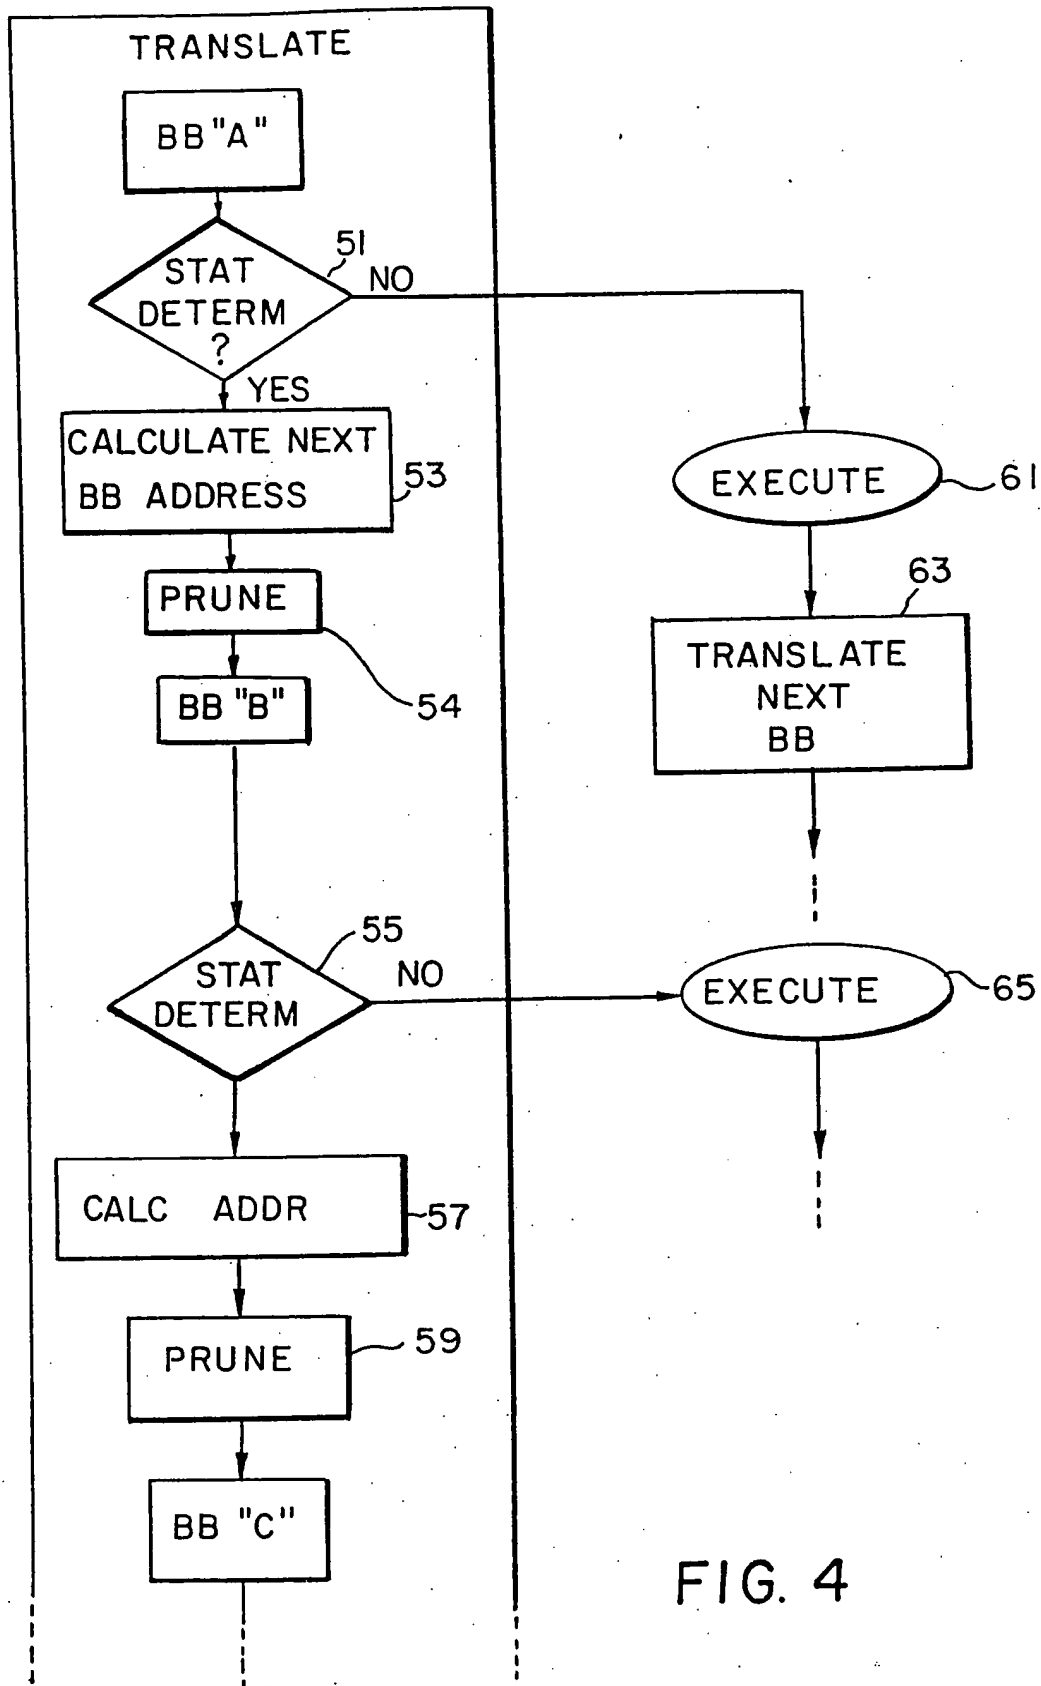 TRANSLATE
BB "A"
51
STAT
DETERM
?
NO
YES
CALCULATE NEXT
BB ADDRESS
53
PRUNE
54
BB "B"
EXECUTE
61
63
TRANSLATE
NEXT
BB
55
STAT
DETERM
NO
EXECUTE
65
CALC ADDR
57
PRUNE
59
BB "C"
FIG. 4